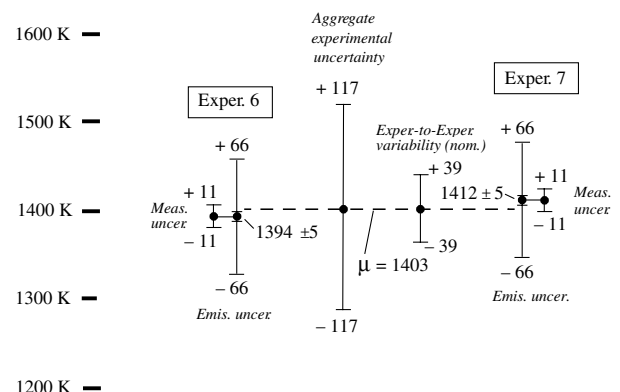 1600 K
1500 K
1400 K
1300 K
1200 K
Aggregate
experimental
uncertainty
+ 117
− 117
Exper. 6
+ 66
+ 11
Meas.
uncer.
− 11
1394 ±5
− 66
Emis. uncer.
Exper.-to-Exper.
variability (nom.)
+ 39
− 39
μ = 1403
Exper. 7
+ 66
1412 ± 5
+ 11
Meas.
uncer.
− 11
− 66
Emis. uncer.